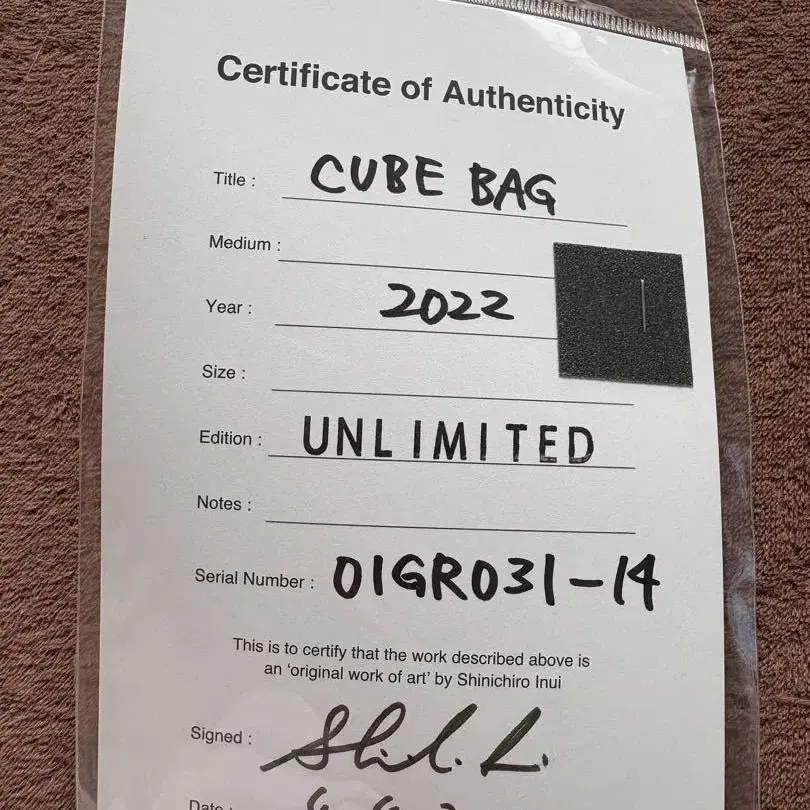 Certificate of Authenticity
Title : CUBE BAG
Medium :
Year : 2022
Size :
Edition : UNLIMITED
Notes :
Serial Number : 01GR031-14
This is to certify that the work described above is
an ‘original work of art’ by Shinichiro Inui
Signed :
Date :